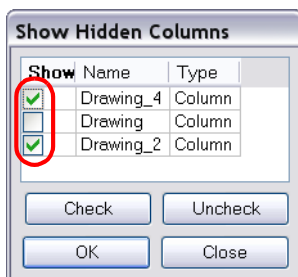 Show Hidden Columns
Show Name Type
Drawing_4 Column
Drawing Column
Drawing_2 Column
Check Uncheck
OK Close